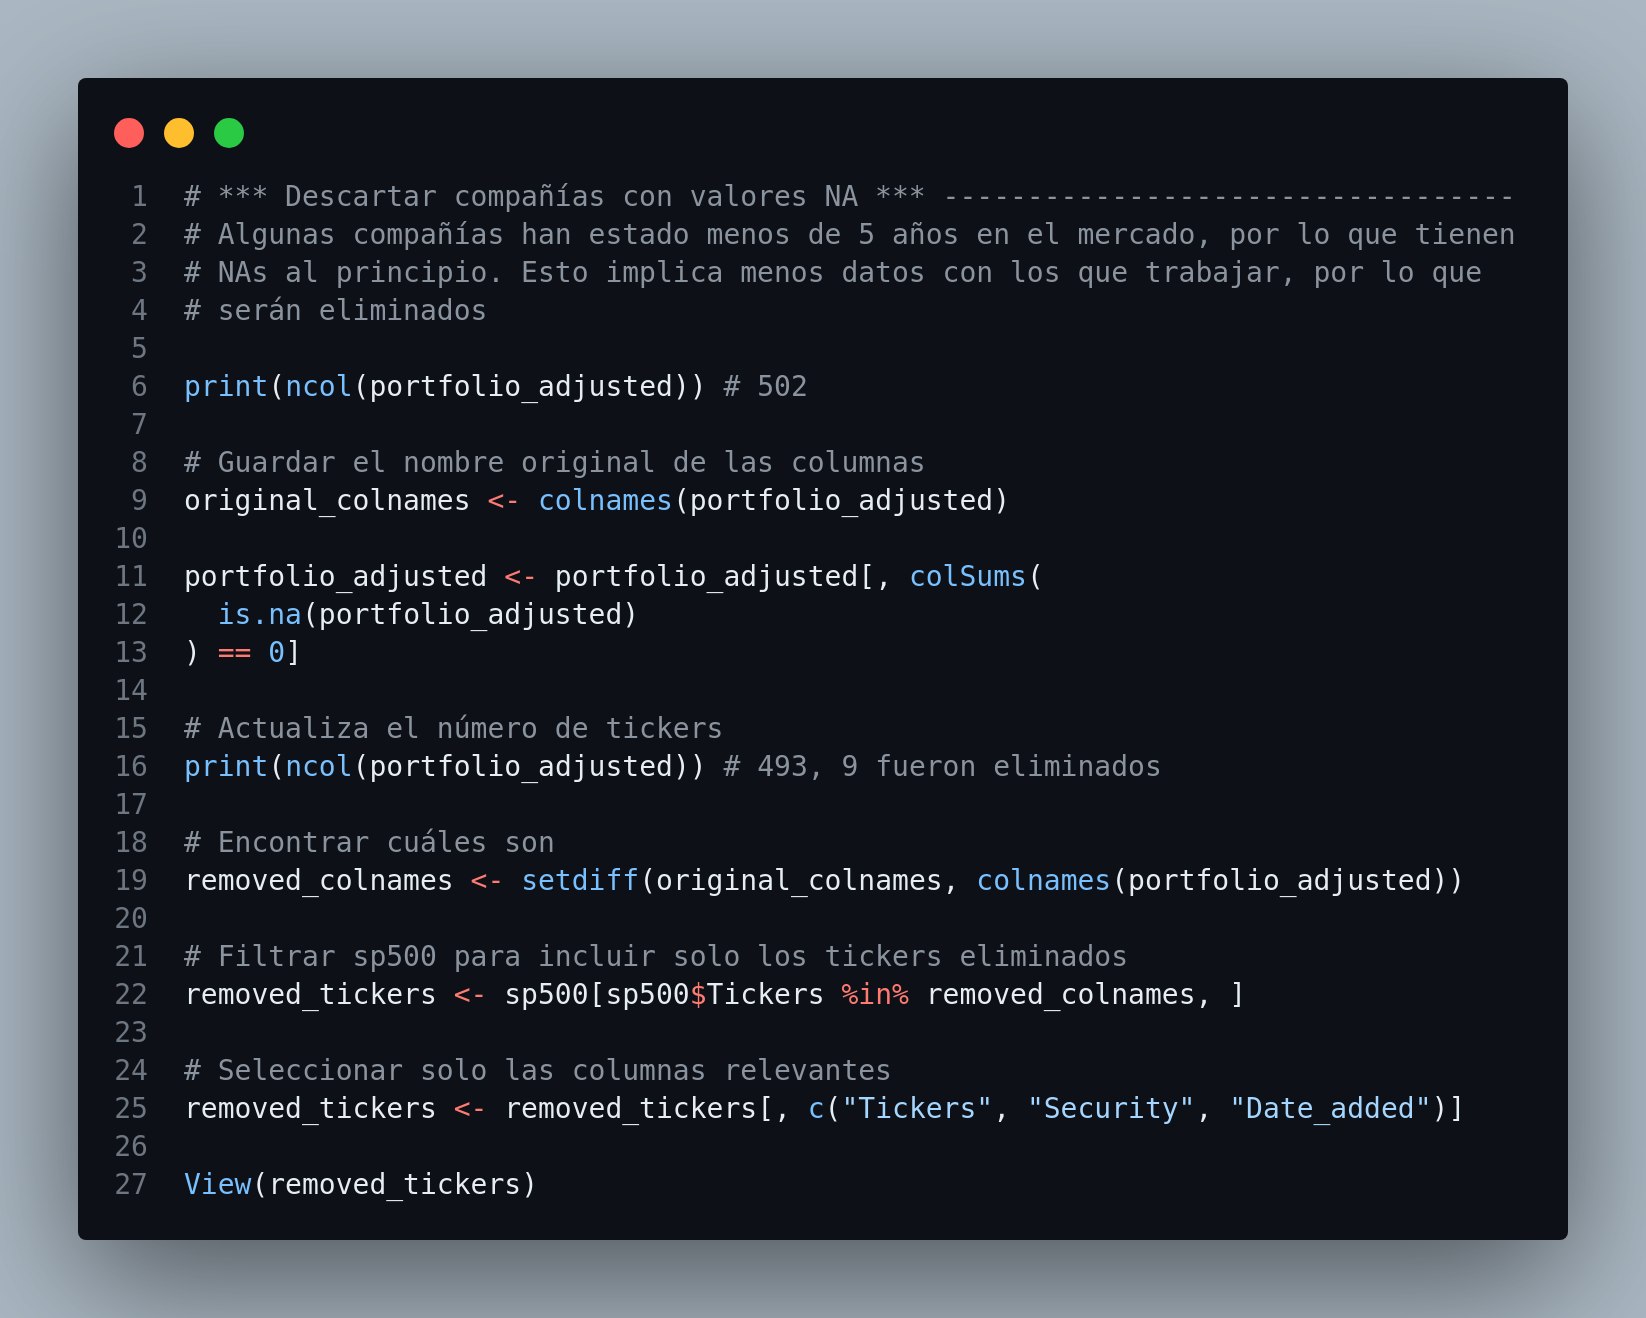 1 # *** Descartar compañías con valores NA *** ----------------------------------
2 # Algunas compañías han estado menos de 5 años en el mercado, por lo que tienen
3 # NAs al principio. Esto implica menos datos con los que trabajar, por lo que
4 # serán eliminados
5
6 print(ncol(portfolio_adjusted)) # 502
7
8 # Guardar el nombre original de las columnas
9 original_colnames <- colnames(portfolio_adjusted)
10
11 portfolio_adjusted <- portfolio_adjusted[, colSums(
12   is.na(portfolio_adjusted)
13 ) == 0]
14
15 # Actualiza el número de tickers
16 print(ncol(portfolio_adjusted)) # 493, 9 fueron eliminados
17
18 # Encontrar cuáles son
19 removed_colnames <- setdiff(original_colnames, colnames(portfolio_adjusted))
20
21 # Filtrar sp500 para incluir solo los tickers eliminados
22 removed_tickers <- sp500[sp500$Tickers %in% removed_colnames, ]
23
24 # Seleccionar solo las columnas relevantes
25 removed_tickers <- removed_tickers[, c("Tickers", "Security", "Date_added")]
26
27 View(removed_tickers)